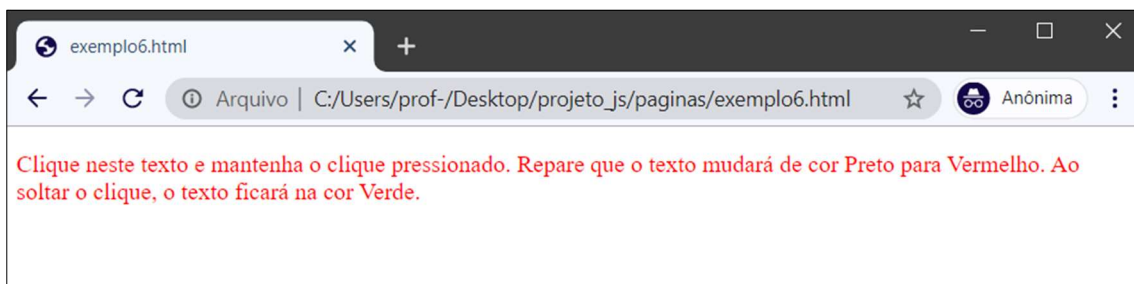 exemplo6.html
Arquivo | C:/Users/prof-/Desktop/projeto_js/paginas/exemplo6.html
Anônima
Clique neste texto e mantenha o clique pressionado. Repare que o texto mudará de cor Preto para Vermelho. Ao
soltar o clique, o texto ficará na cor Verde.